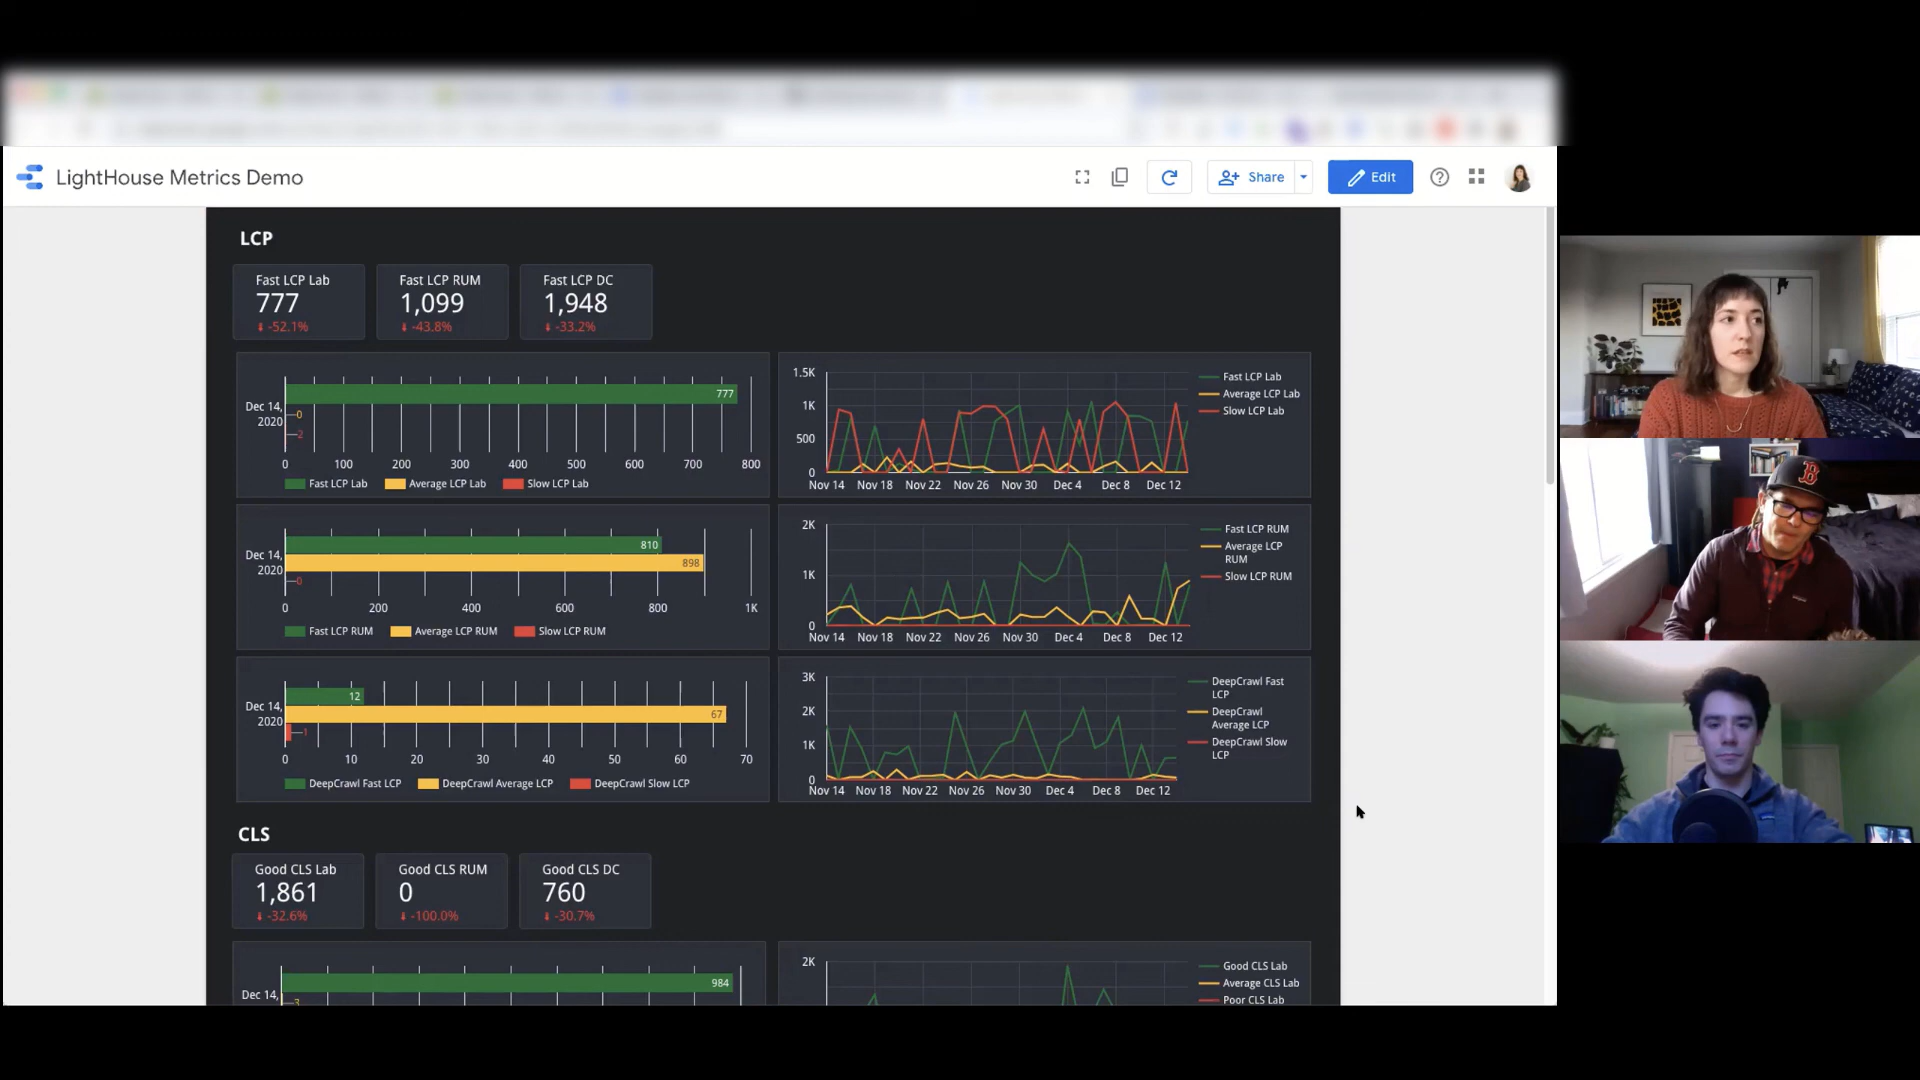 LightHouse Metrics Demo
Share
Edit
LCP
Fast LCP Lab
777
-52.1%
Fast LCP RUM
1,099
-43.8%
Fast LCP DC
1,948
-33.2%
Dec 14,
2020
777
0
2
0 100 200 300 400 500 600 700 800
Fast LCP Lab Average LCP Lab Slow LCP Lab
1.5K
1K
500
0
Nov 14 Nov 18 Nov 22 Nov 26 Nov 30 Dec 4 Dec 8 Dec 12
Fast LCP Lab
Average LCP Lab
Slow LCP Lab
Dec 14,
2020
810
898
0
0 200 400 600 800 1K
Fast LCP RUM Average LCP RUM Slow LCP RUM
2K
1K
0
Nov 14 Nov 18 Nov 22 Nov 26 Nov 30 Dec 4 Dec 8 Dec 12
Fast LCP RUM
Average LCP
RUM
Slow LCP RUM
Dec 14,
2020
12
67
1
0 10 20 30 40 50 60 70
DeepCrawl Fast LCP DeepCrawl Average LCP DeepCrawl Slow LCP
3K
2K
1K
0
Nov 14 Nov 18 Nov 22 Nov 26 Nov 30 Dec 4 Dec 8 Dec 12
DeepCrawl Fast
LCP
DeepCrawl
Average LCP
DeepCrawl Slow
LCP
CLS
Good CLS Lab
1,861
-32.6%
Good CLS RUM
0
-100.0%
Good CLS DC
760
-30.7%
Dec 14,
984
3
2K
Good CLS Lab
Average CLS Lab
Poor CLS Lab
B